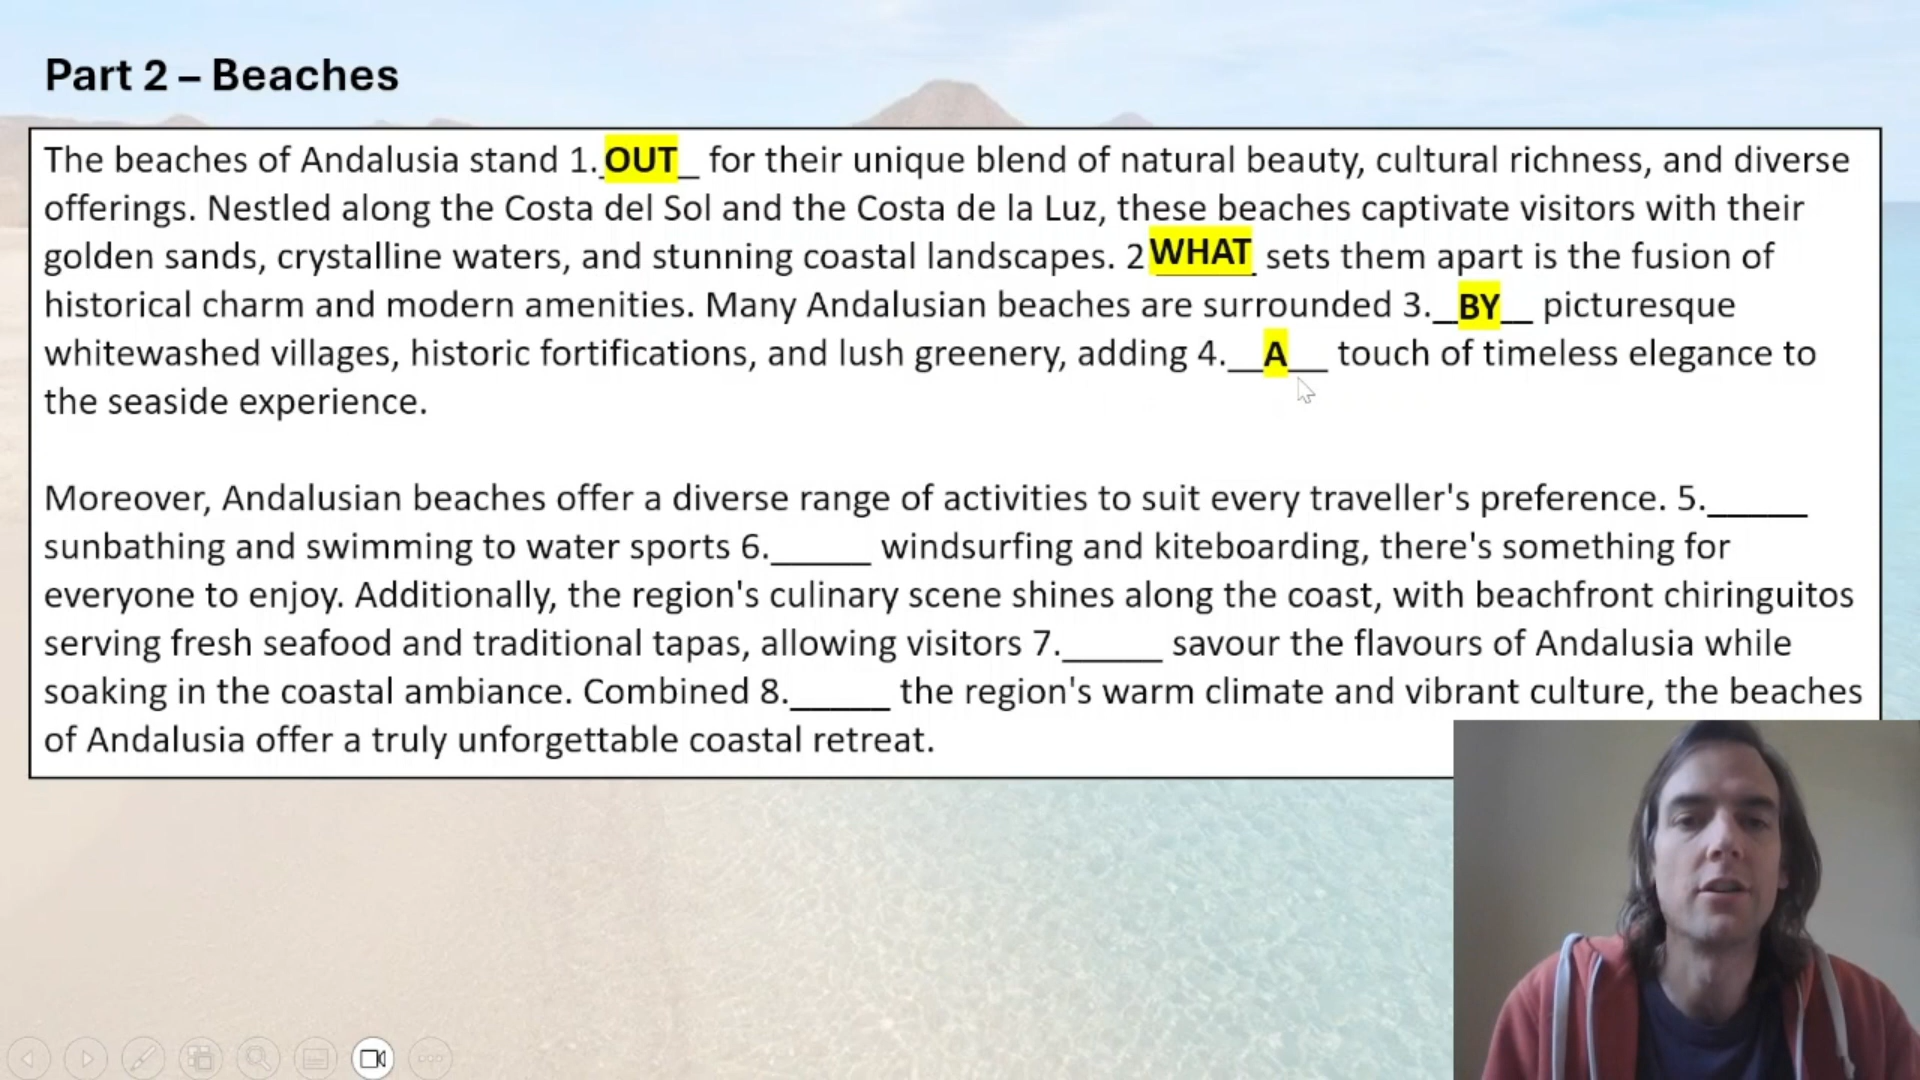 Part 2 – Beaches
The beaches of Andalusia stand 1._OUT_ for their unique blend of natural beauty, cultural richness, and diverse
offerings. Nestled along the Costa del Sol and the Costa de la Luz, these beaches captivate visitors with their
golden sands, crystalline waters, and stunning coastal landscapes. 2 WHAT sets them apart is the fusion of
historical charm and modern amenities. Many Andalusian beaches are surrounded 3._BY__ picturesque
whitewashed villages, historic fortifications, and lush greenery, adding 4.__A__ touch of timeless elegance to
the seaside experience.
Moreover, Andalusian beaches offer a diverse range of activities to suit every traveller's preference. 5._____
sunbathing and swimming to water sports 6._____ windsurfing and kiteboarding, there's something for
everyone to enjoy. Additionally, the region's culinary scene shines along the coast, with beachfront chiringuitos
serving fresh seafood and traditional tapas, allowing visitors 7._____ savour the flavours of Andalusia while
soaking in the coastal ambiance. Combined 8._____ the region's warm climate and vibrant culture, the beaches
of Andalusia offer a truly unforgettable coastal retreat.